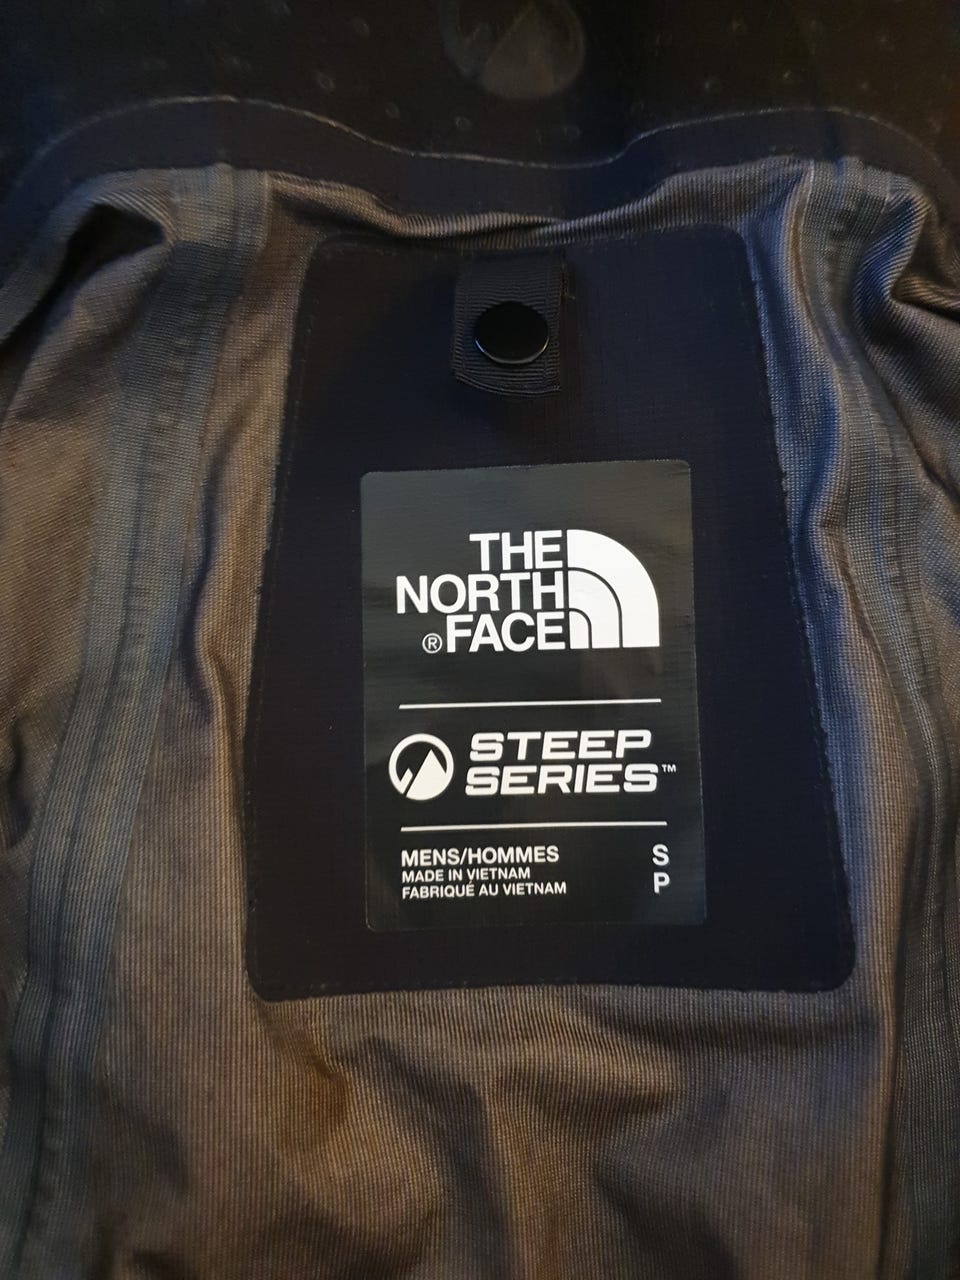 THE
NORTH
® FACE
STEEP
SERIES™
MENS/HOMMES S
MADE IN VIETNAM P
FABRIQUÉ AU VIETNAM